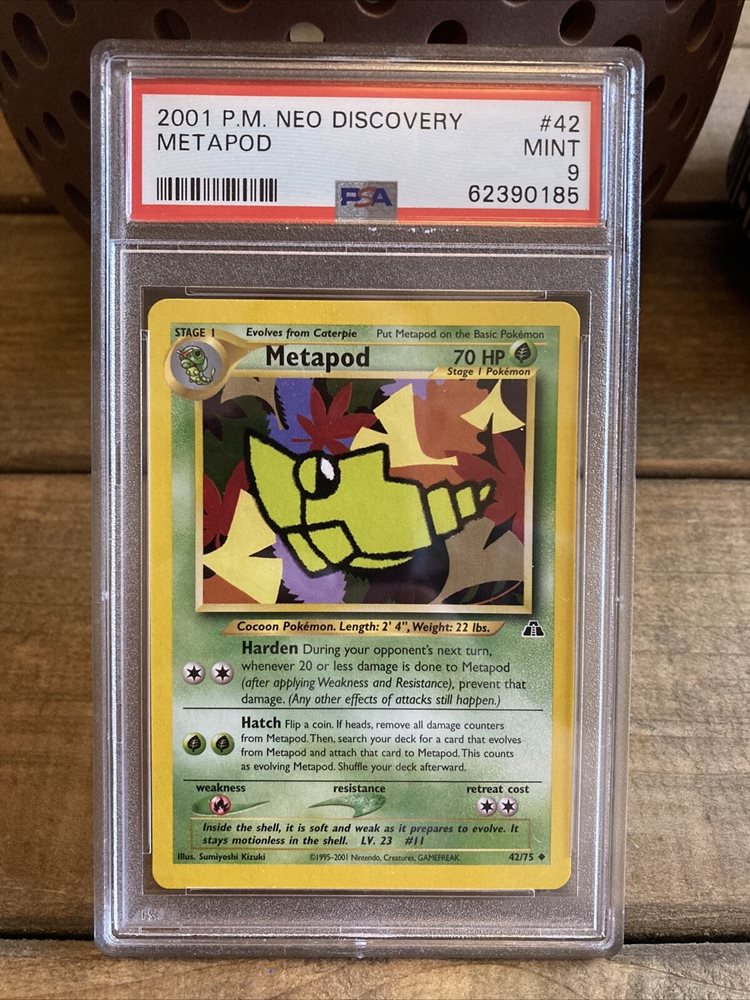 2001 P.M. NEO DISCOVERY #42
METAPOD MINT
9
PSA 62390185
STAGE 1 Evolves from Caterpie Put Metapod on the Basic Pokémon
Metapod 70 HP
Stage 1 Pokémon
Cocoon Pokémon. Length: 2' 4", Weight: 22 lbs.
Harden During your opponent's next turn,
whenever 20 or less damage is done to Metapod
(after applying Weakness and Resistance), prevent that
damage. (Any other effects of attacks still happen.)
Hatch Flip a coin. If heads, remove all damage counters
from Metapod. Then, search your deck for a card that evolves
from Metapod and attach that card to Metapod. This counts
as evolving Metapod. Shuffle your deck afterward.
weakness resistance retreat cost
Inside the shell, it is soft and weak as it prepares to evolve. It
stays motionless in the shell. LV. 23 #11
Illus. Sumiyoshi Kizuki ©1995-2001 Nintendo, Creatures, GAMEFREAK. 42/75